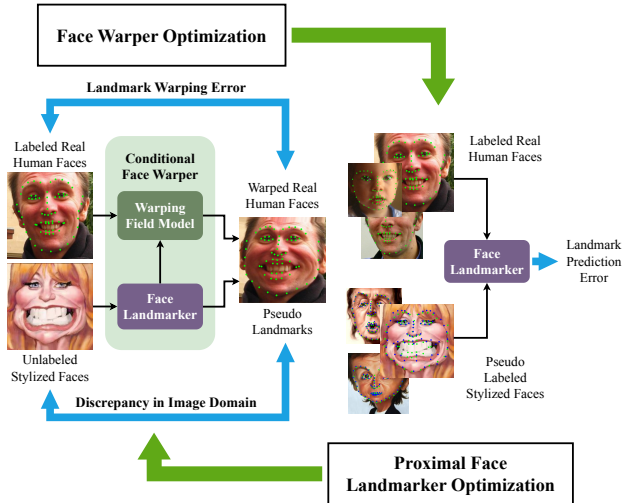 Face Warper Optimization
Landmark Warping Error
Labeled Real
Human Faces
Conditional
Face Warper
Warping
Field Model
Warped Real
Human Faces
Face
Landmarker
Pseudo
Landmarks
Unlabeled
Stylized Faces
Discrepancy in Image Domain
Labeled Real
Human Faces
Face
Landmarker
Landmark
Prediction
Error
Pseudo
Labeled
Stylized Faces
Proximal Face
Landmarker Optimization